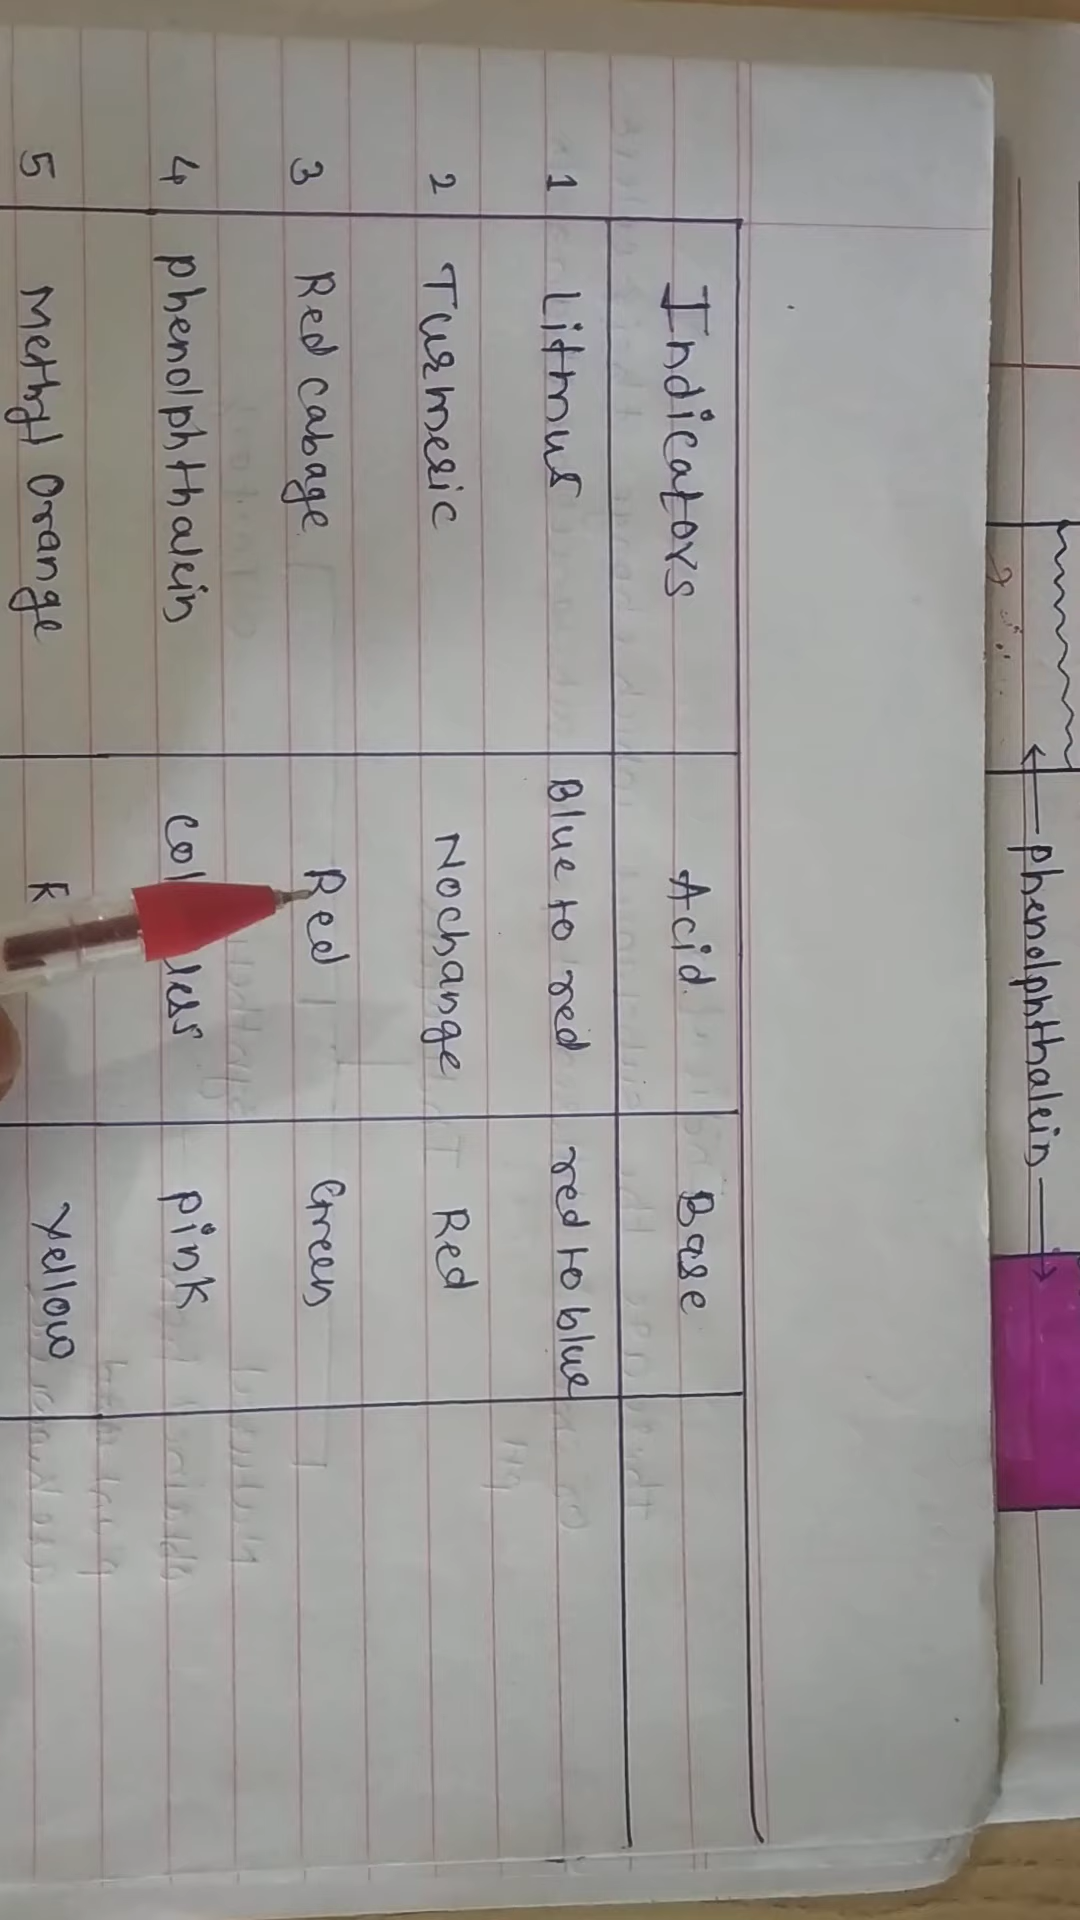 phenolphthalein
Indicators Acid. Base
1 Litmus Blue to red red to blue
2 Turmeric Nochange Red
3 Red cabage Red Green
4 phenolphthalein pink
5 Methyl Orange Yellow